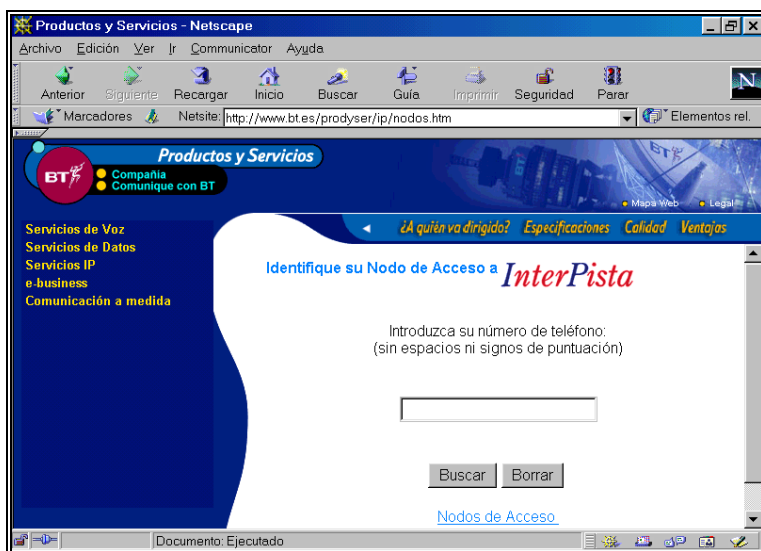 Productos y Servicios - Netscape
Archivo Edición Ver Ir Communicator Ayuda
Anterior Siguiente Recargar Inicio Buscar Guía Imprimir Seguridad Parar
N
Marcadores Netsite: http://www.bt.es/prodyser/ip/nodos.htm Elementos rel.
Productos y Servicios
BT
Compañia
Comunique con BT
BT
Mapa Web Legal
¿A quién va dirigido? Especificaciones Calidad Ventajas
Servicios de Voz
Servicios de Datos
Servicios IP
e-business
Comunicación a medida
Identifique su Nodo de Acceso a InterPista
Introduzca su número de teléfono:
(sin espacios ni signos de puntuación)
Buscar Borrar
Nodos de Acceso
Documento: Ejecutado